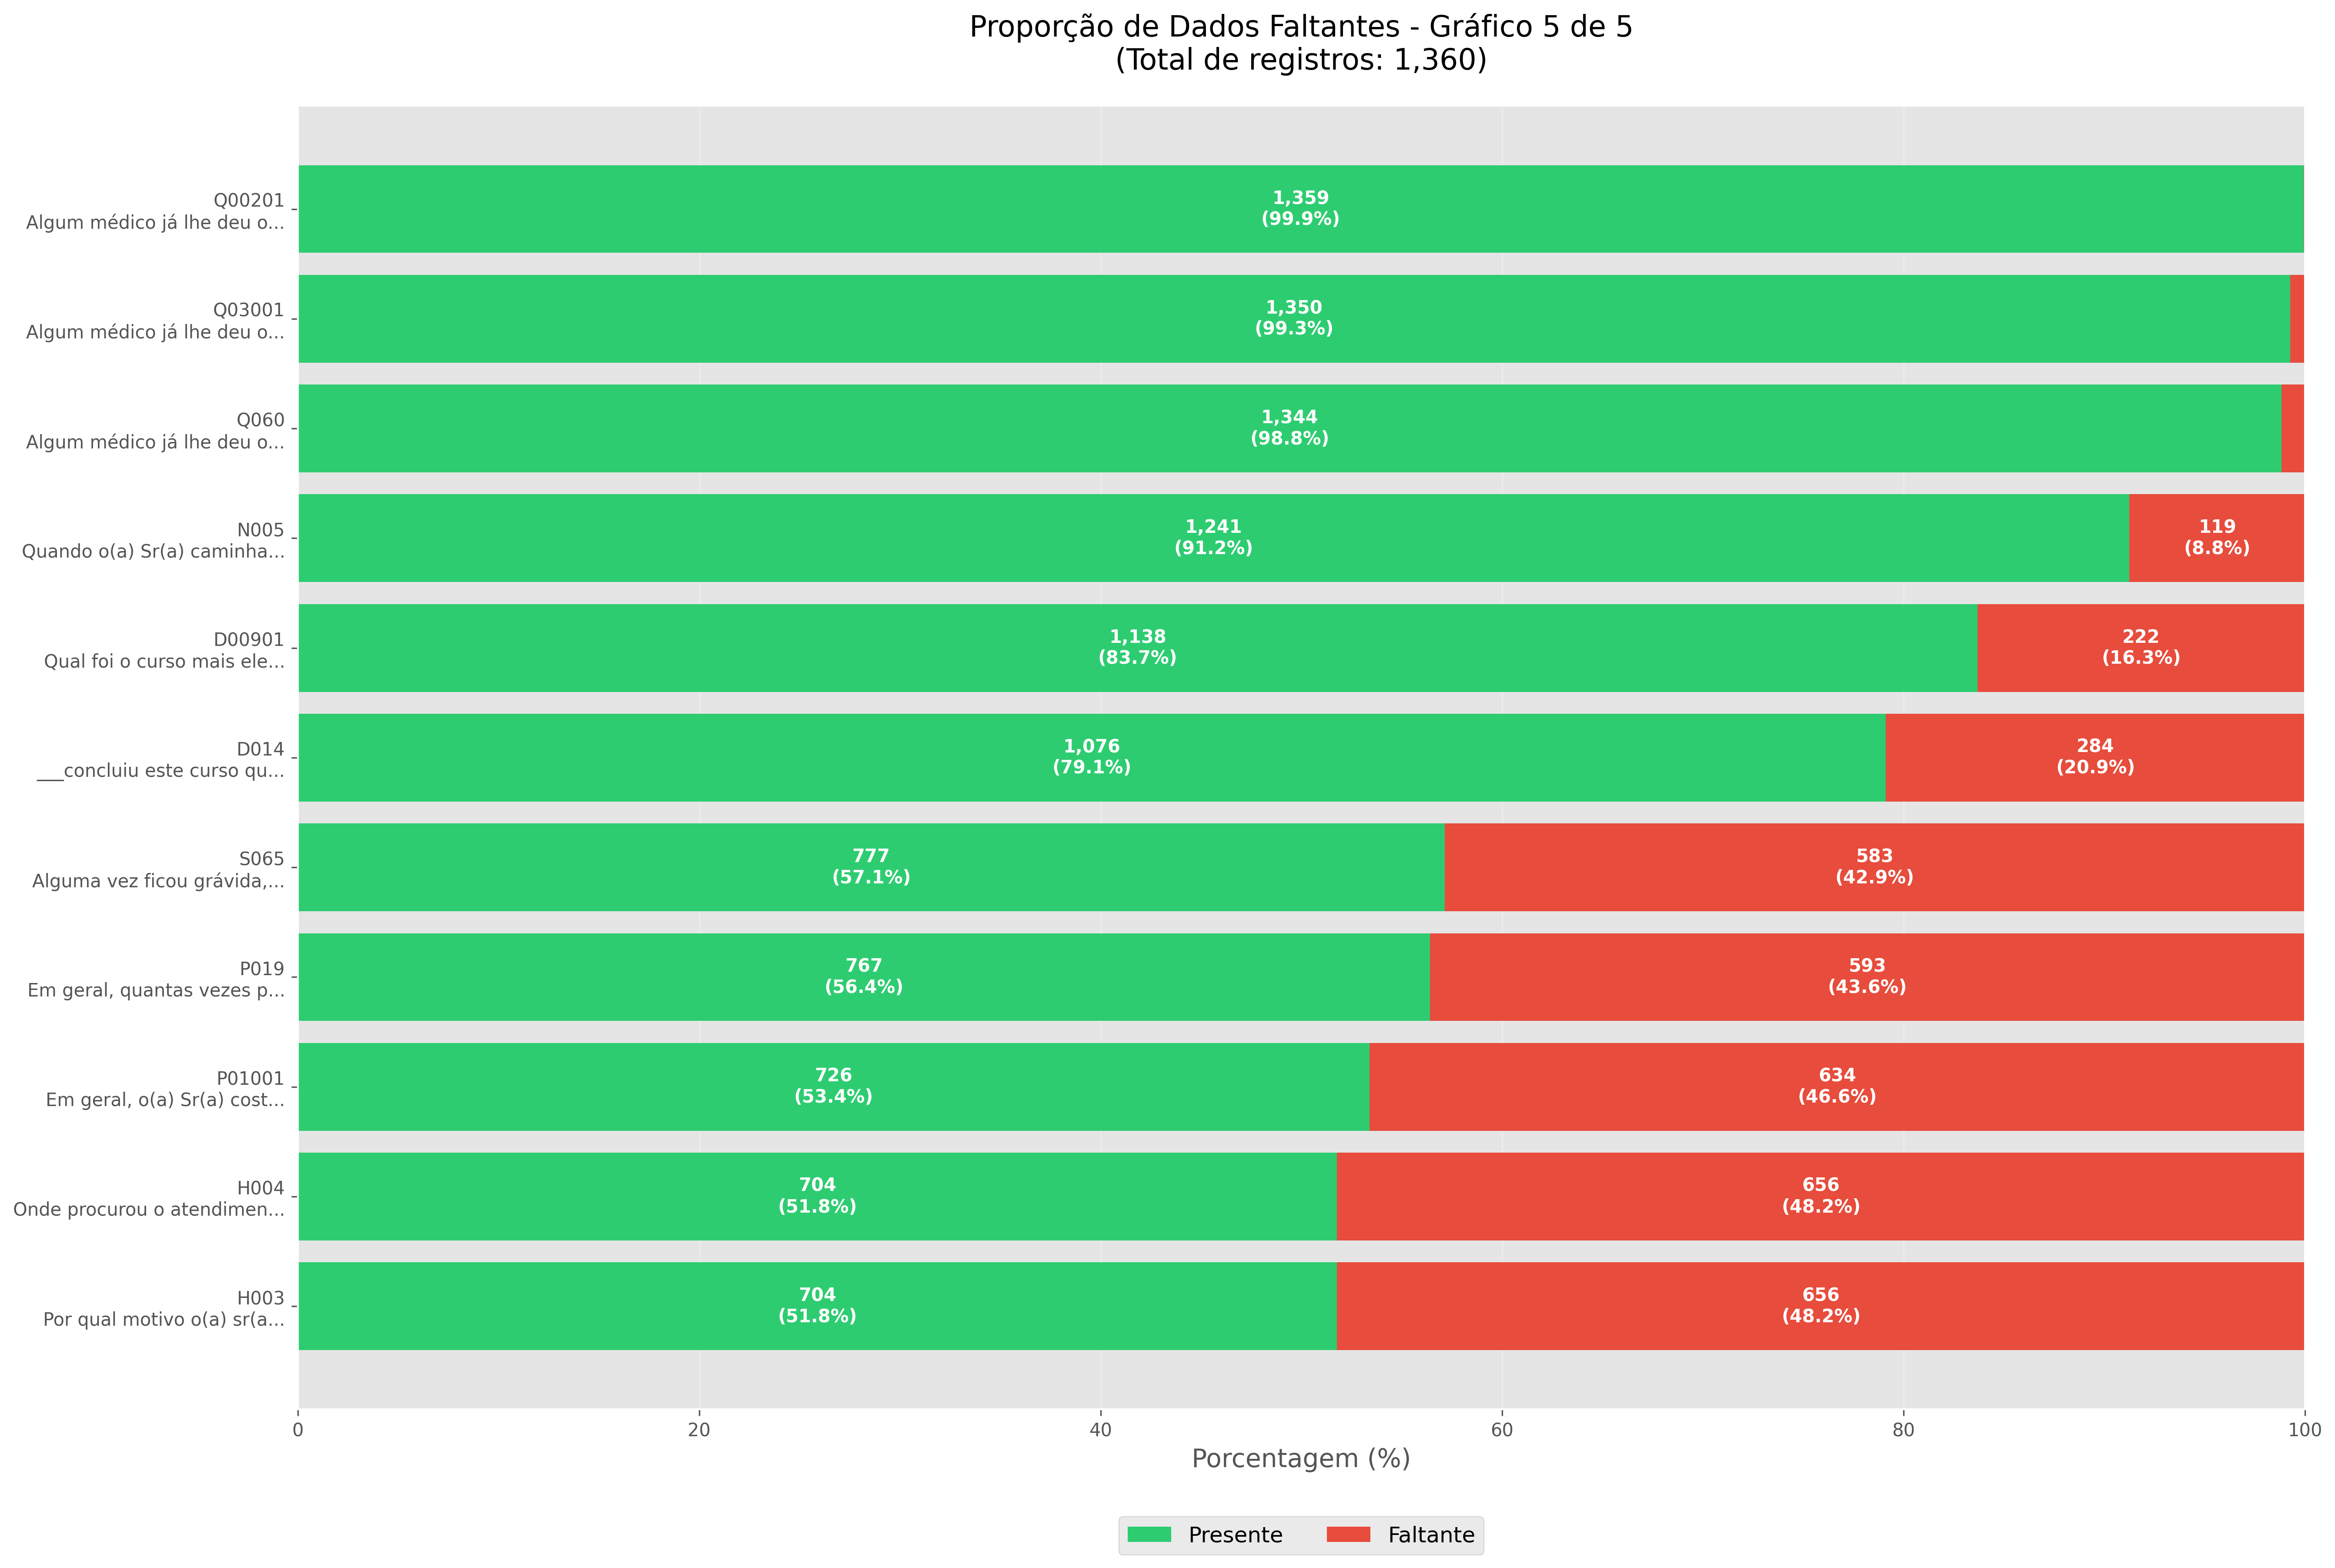 Proporção de Dados Faltantes - Gráfico 5 de 5
(Total de registros: 1,360)
Q00201
Algum médico já lhe deu o...
1,359
(99.9%)
Q03001
Algum médico já lhe deu o...
1,350
(99.3%)
Q060
Algum médico já lhe deu o...
1,344
(98.8%)
N005
Quando o(a) Sr(a) caminha...
1,241
(91.2%)
119
(8.8%)
D00901
Qual foi o curso mais ele...
1,138
(83.7%)
222
(16.3%)
D014
___concluiu este curso qu...
1,076
(79.1%)
284
(20.9%)
S065
Alguma vez ficou grávida,...
777
(57.1%)
583
(42.9%)
P019
Em geral, quantas vezes p...
767
(56.4%)
593
(43.6%)
P01001
Em geral, o(a) Sr(a) cost...
726
(53.4%)
634
(46.6%)
H004
Onde procurou o atendimen...
704
(51.8%)
656
(48.2%)
H003
Por qual motivo o(a) sr(a...
704
(51.8%)
656
(48.2%)
0 20 40 60 80 100
Porcentagem (%)
Presente Faltante